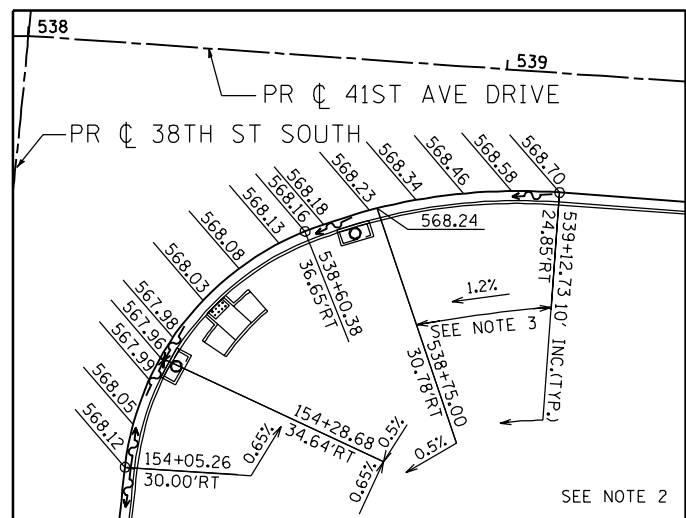 538
539
PR ℄ 41ST AVE DRIVE
PR ℄ 38TH ST SOUTH
568.70
568.58
568.46
568.34
568.23
568.18
568.16
568.13
568.08
568.03
567.98
567.96
567.99
568.05
568.12
568.24
539+12.73
24.85'RT
10' INC.(TYP.)
1.2%
SEE NOTE 3
538+60.38
36.65'RT
538+75.00
30.78'RT
0.5%
154+28.68
34.64'RT
0.5%
0.65%
154+05.26
30.00'RT
0.65%
SEE NOTE 2